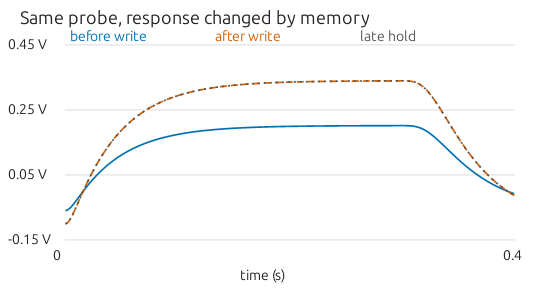 Same probe, response changed by memory
before write after write late hold
0.45 V
0.25 V
0.05 V
-0.15 V
0 0.4
time (s)